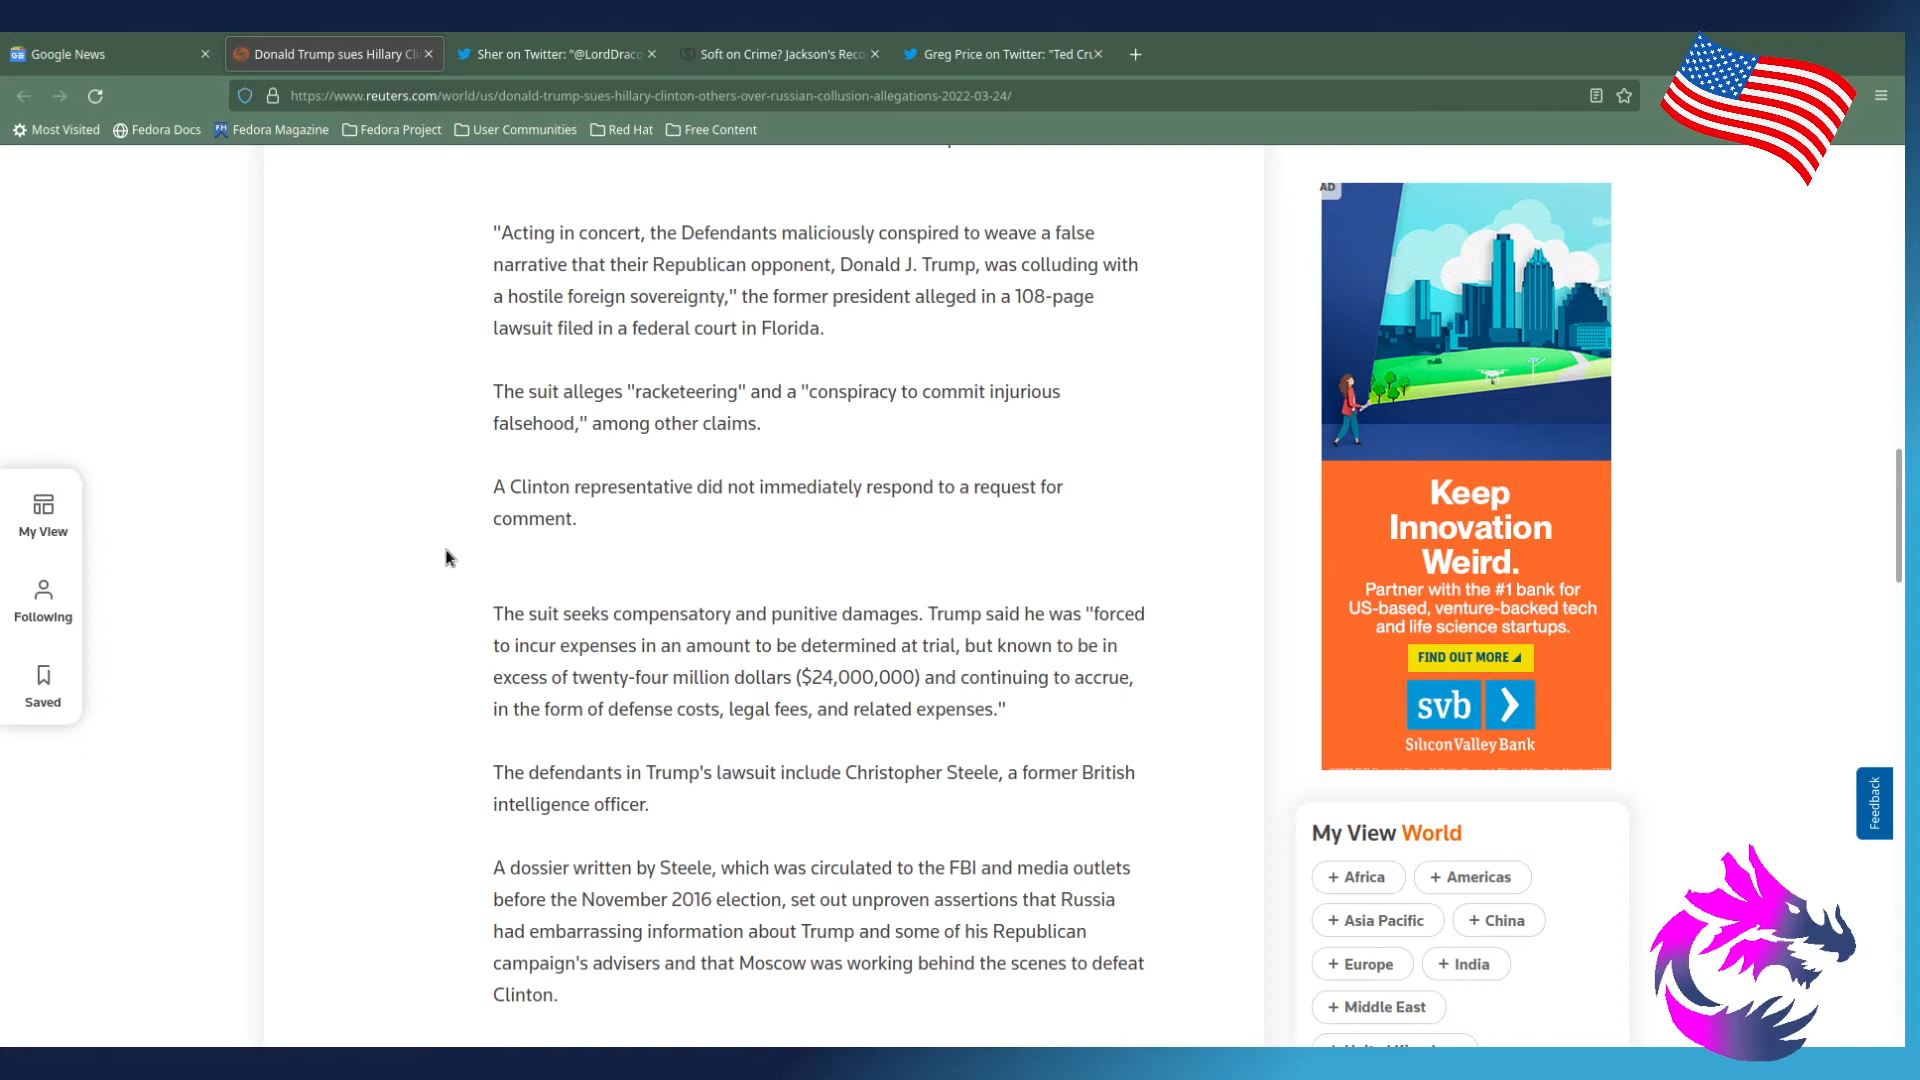 Google News
Donald Trump sues Hillary Cli
Sher on Twitter: "@LordDraco
Soft on Crime? Jackson's Reco
Greg Price on Twitter: "Ted Cru
https://www.reuters.com/world/us/donald-trump-sues-hillary-clinton-others-over-russian-collusion-allegations-2022-03-24/
Most Visited
Fedora Docs
Fedora Magazine
Fedora Project
User Communities
Red Hat
Free Content
"Acting in concert, the Defendants maliciously conspired to weave a false
narrative that their Republican opponent, Donald J. Trump, was colluding with
a hostile foreign sovereignty," the former president alleged in a 108-page
lawsuit filed in a federal court in Florida.
The suit alleges "racketeering" and a "conspiracy to commit injurious
falsehood," among other claims.
A Clinton representative did not immediately respond to a request for
comment.
The suit seeks compensatory and punitive damages. Trump said he was "forced
to incur expenses in an amount to be determined at trial, but known to be in
excess of twenty-four million dollars ($24,000,000) and continuing to accrue,
in the form of defense costs, legal fees, and related expenses."
The defendants in Trump's lawsuit include Christopher Steele, a former British
intelligence officer.
A dossier written by Steele, which was circulated to the FBI and media outlets
before the November 2016 election, set out unproven assertions that Russia
had embarrassing information about Trump and some of his Republican
campaign's advisers and that Moscow was working behind the scenes to defeat
Clinton.
My View
Following
Saved
AD
Keep
Innovation
Weird.
Partner with the #1 bank for
US-based, venture-backed tech
and life science startups.
FIND OUT MORE
svb
Silicon Valley Bank
Feedback
My View World
+ Africa
+ Americas
+ Asia Pacific
+ China
+ Europe
+ India
+ Middle East